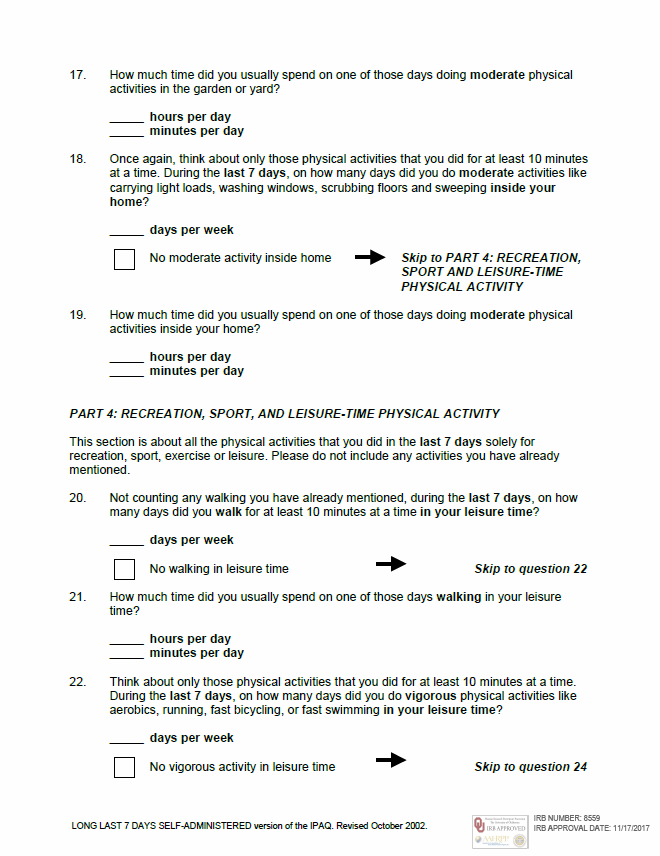 17. How much time did you usually spend on one of those days doing moderate physical
activities in the garden or yard?
_____ hours per day
_____ minutes per day
18. Once again, think about only those physical activities that you did for at least 10 minutes
at a time. During the last 7 days, on how many days did you do moderate activities like
carrying light loads, washing windows, scrubbing floors and sweeping inside your
home?
_____ days per week
No moderate activity inside home Skip to PART 4: RECREATION,
SPORT AND LEISURE-TIME
PHYSICAL ACTIVITY
19. How much time did you usually spend on one of those days doing moderate physical
activities inside your home?
_____ hours per day
_____ minutes per day
PART 4: RECREATION, SPORT, AND LEISURE-TIME PHYSICAL ACTIVITY
This section is about all the physical activities that you did in the last 7 days solely for
recreation, sport, exercise or leisure. Please do not include any activities you have already
mentioned.
20. Not counting any walking you have already mentioned, during the last 7 days, on how
many days did you walk for at least 10 minutes at a time in your leisure time?
_____ days per week
No walking in leisure time Skip to question 22
21. How much time did you usually spend on one of those days walking in your leisure
time?
_____ hours per day
_____ minutes per day
22. Think about only those physical activities that you did for at least 10 minutes at a time.
During the last 7 days, on how many days did you do vigorous physical activities like
aerobics, running, fast bicycling, or fast swimming in your leisure time?
_____ days per week
No vigorous activity in leisure time Skip to question 24
LONG LAST 7 DAYS SELF-ADMINISTERED version of the IPAQ. Revised October 2002.
IRB APPROVED
IRB NUMBER: 8559
IRB APPROVAL DATE: 11/17/2017